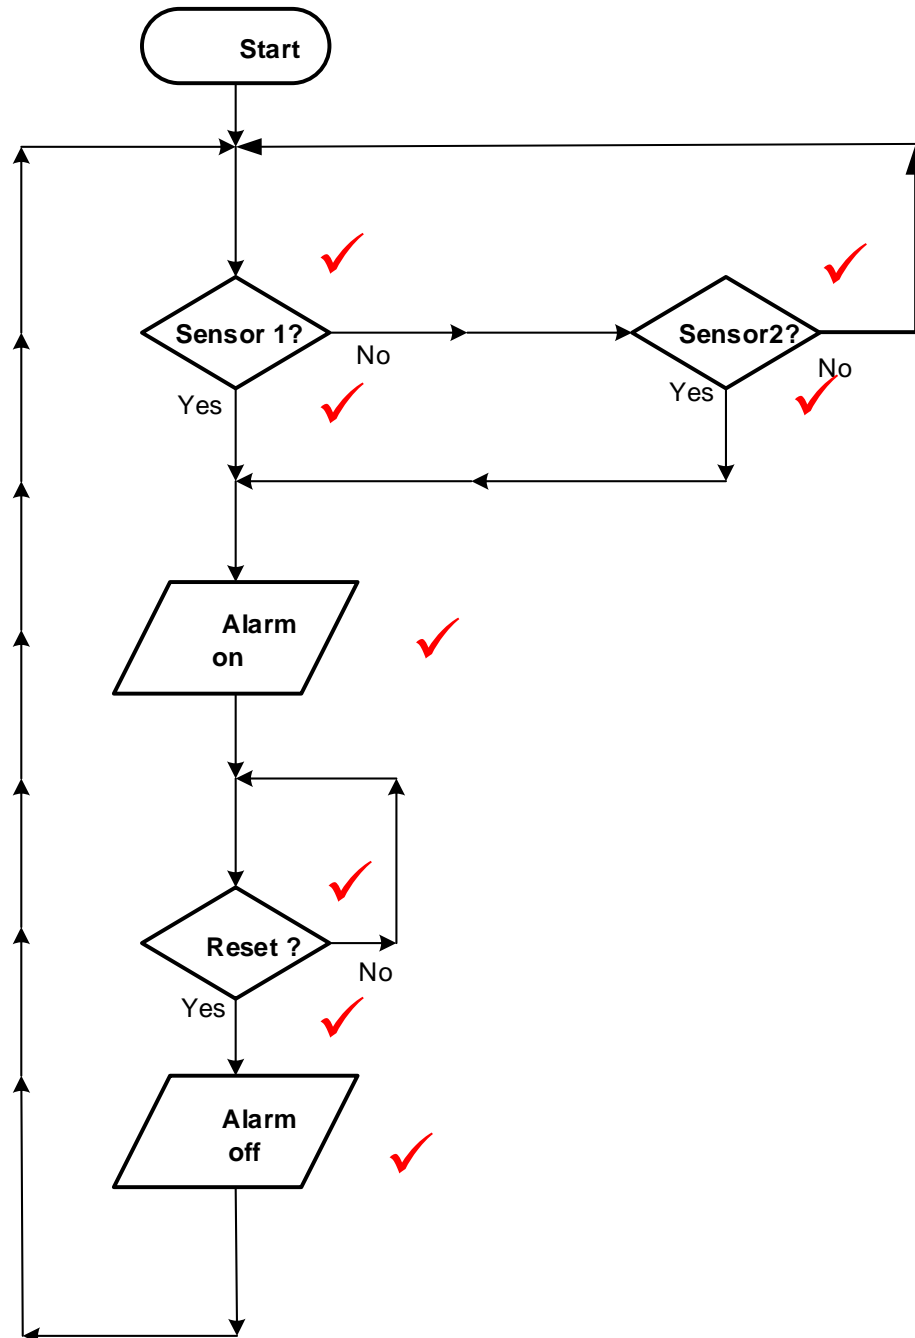 Start
Sensor 1?
No
Yes
Sensor2?
No
Yes
Alarm
on
Reset ?
No
Yes
Alarm
off